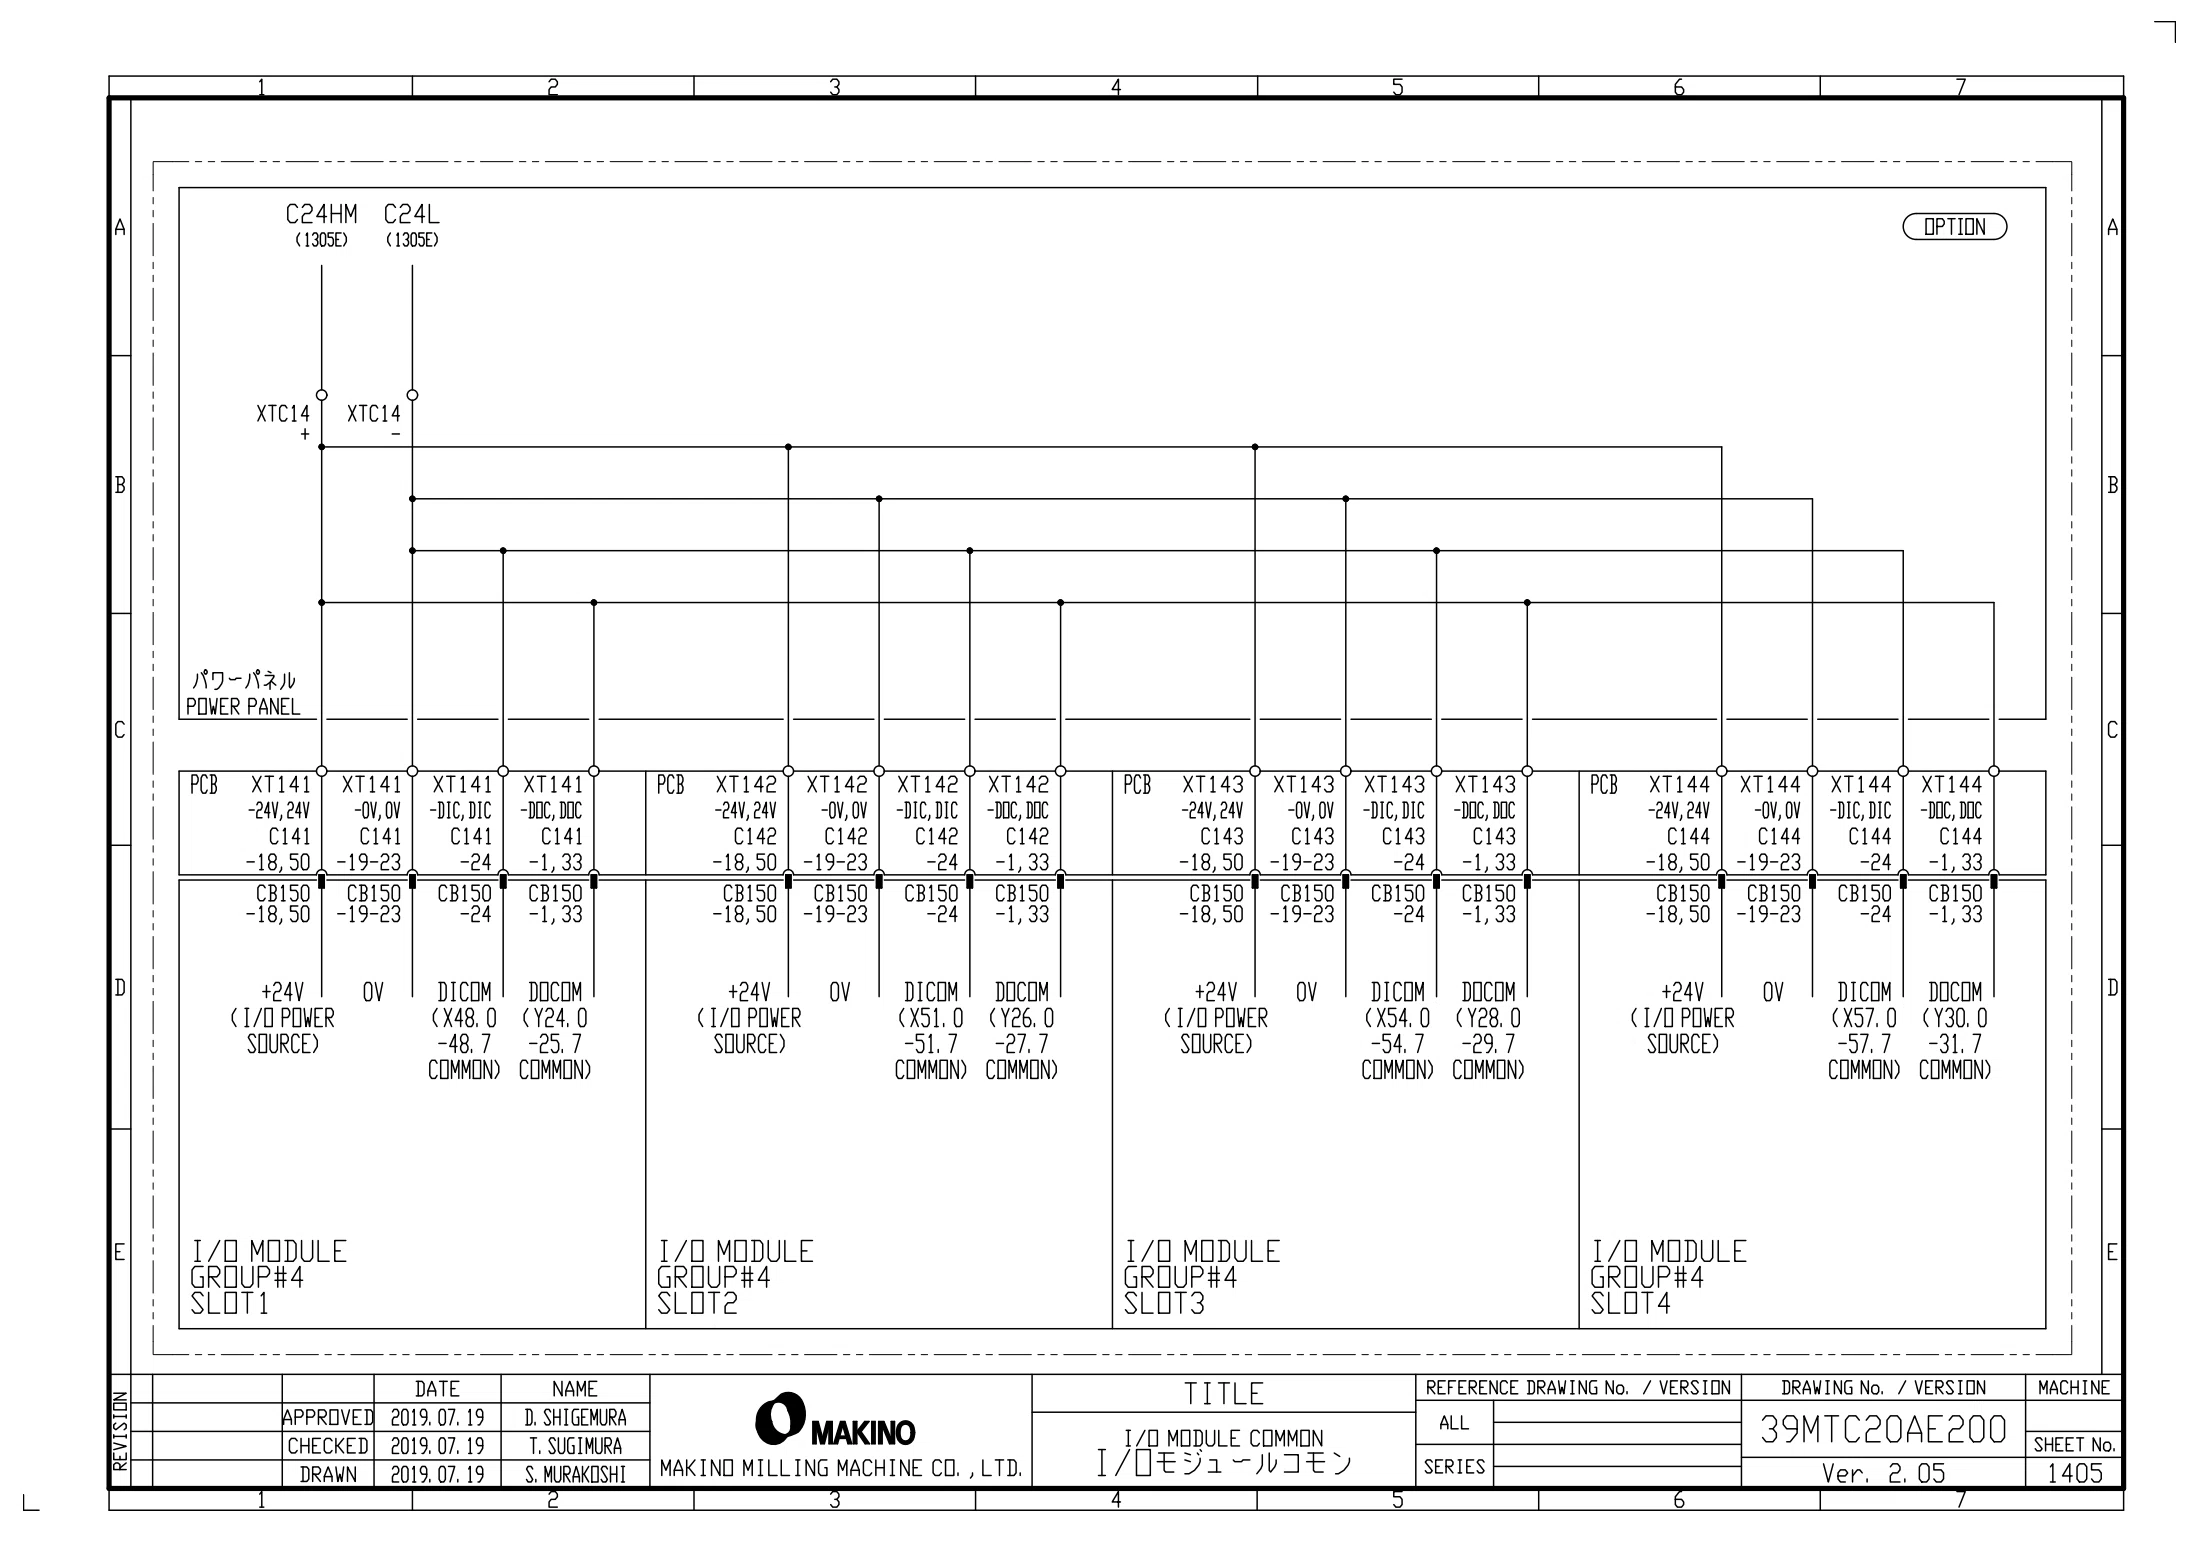 1 2 3 4 5 6 7
A A
C24HM C24L
(1305E) (1305E)
OPTION
XTC14 XTC14
+ -
B B
パワーパネル
POWER PANEL
C C
PCB XT141 XT141 XT141 XT141 PCB XT142 XT142 XT142 XT142 PCB XT143 XT143 XT143 XT143 PCB XT144 XT144 XT144 XT144
-24V,24V -0V,0V -DIC,DIC -DOC,DOC -24V,24V -0V,0V -DIC,DIC -DOC,DOC -24V,24V -0V,0V -DIC,DIC -DOC,DOC -24V,24V -0V,0V -DIC,DIC -DOC,DOC
C141 C141 C141 C141 C142 C142 C142 C142 C143 C143 C143 C143 C144 C144 C144 C144
-18,50 -19-23 -24 -1,33 -18,50 -19-23 -24 -1,33 -18,50 -19-23 -24 -1,33 -18,50 -19-23 -24 -1,33
CB150 CB150 CB150 CB150 CB150 CB150 CB150 CB150 CB150 CB150 CB150 CB150 CB150 CB150 CB150 CB150
-18,50 -19-23 -24 -1,33 -18,50 -19-23 -24 -1,33 -18,50 -19-23 -24 -1,33 -18,50 -19-23 -24 -1,33
D D
+24V 0V DICOM DOCOM +24V 0V DICOM DOCOM +24V 0V DICOM DOCOM +24V 0V DICOM DOCOM
(I/O POWER (X48.0 (Y24.0 (I/O POWER (X51.0 (Y26.0 (I/O POWER (X54.0 (Y28.0 (I/O POWER (X57.0 (Y30.0
SOURCE) -48.7 -25.7 SOURCE) -51.7 -27.7 SOURCE) -54.7 -29.7 SOURCE) -57.7 -31.7
COMMON) COMMON) COMMON) COMMON) COMMON) COMMON) COMMON) COMMON)
E E
I/O MODULE I/O MODULE I/O MODULE I/O MODULE
GROUP#4 GROUP#4 GROUP#4 GROUP#4
SLOT1 SLOT2 SLOT3 SLOT4
REVISION
DATE NAME
APPROVED 2019.07.19 D. SHIGEMURA
CHECKED 2019.07.19 T. SUGIMURA
DRAWN 2019.07.19 S. MURAKOSHI
MAKINO
MAKINO MILLING MACHINE CO.,LTD.
TITLE
I/O MODULE COMMON
I/Oモジュールコモン
REFERENCE DRAWING No. / VERSION
ALL
SERIES
DRAWING No. / VERSION
39MTC20AE200
Ver. 2.05
MACHINE
SHEET No.
1405
1 2 3 4 5 6 7